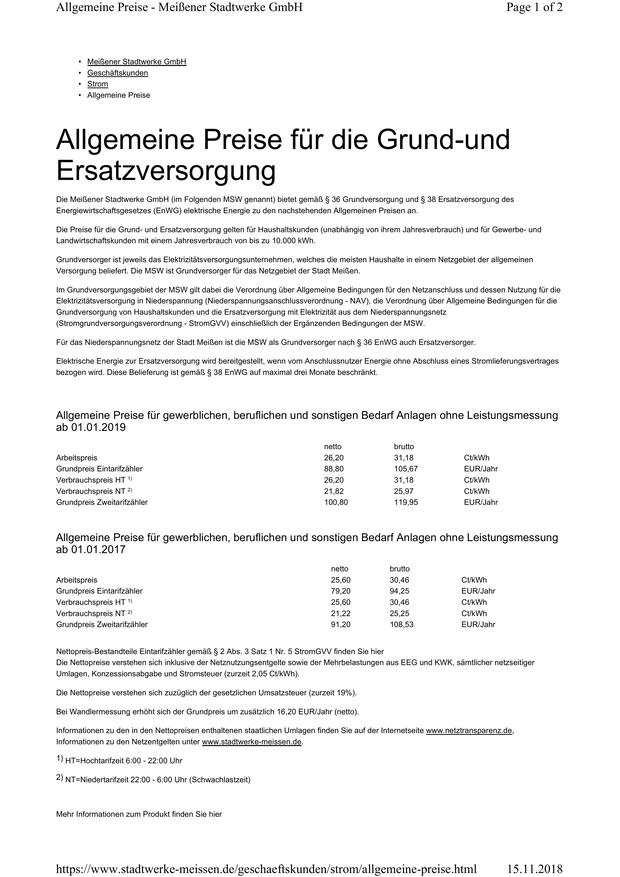 Allgemeine Preise - Meißener Stadtwerke GmbH Page 1 of 2
• Meißener Stadtwerke GmbH
• Geschäftskunden
• Strom
• Allgemeine Preise
Allgemeine Preise für die Grund-und
Ersatzversorgung
Die Meißener Stadtwerke GmbH (im Folgenden MSW genannt) bietet gemäß § 36 Grundversorgung und § 38 Ersatzversorgung des
Energiewirtschaftsgesetzes (EnWG) elektrische Energie zu den nachstehenden Allgemeinen Preisen an.
Die Preise für die Grund- und Ersatzversorgung gelten für Haushaltskunden (unabhängig von ihrem Jahresverbrauch) und für Gewerbe- und
Landwirtschaftskunden mit einem Jahresverbrauch von bis zu 10.000 kWh.
Grundversorger ist jeweils das Elektrizitätsversorgungsunternehmen, welches die meisten Haushalte in einem Netzgebiet der allgemeinen
Versorgung beliefert. Die MSW ist Grundversorger für das Netzgebiet der Stadt Meißen.
Im Grundversorgungsgebiet der MSW gilt dabei die Verordnung über Allgemeine Bedingungen für den Netzanschluss und dessen Nutzung für die
Elektrizitätsversorgung in Niederspannung (Niederspannungsanschlussverordnung - NAV), die Verordnung über Allgemeine Bedingungen für die
Grundversorgung von Haushaltskunden und die Ersatzversorgung mit Elektrizität aus dem Niederspannungsnetz
(Stromgrundversorgungsverordnung - StromGVV) einschließlich der Ergänzenden Bedingungen der MSW.
Für das Niederspannungsnetz der Stadt Meißen ist die MSW als Grundversorger nach § 36 EnWG auch Ersatzversorger.
Elektrische Energie zur Ersatzversorgung wird bereitgestellt, wenn vom Anschlussnutzer Energie ohne Abschluss eines Stromlieferungsvertrages
bezogen wird. Diese Belieferung ist gemäß § 38 EnWG auf maximal drei Monate beschränkt.
Allgemeine Preise für gewerblichen, beruflichen und sonstigen Bedarf Anlagen ohne Leistungsmessung
ab 01.01.2019
netto brutto
Arbeitspreis 26,20 31,18 Ct/kWh
Grundpreis Eintarifzähler 88,80 105,67 EUR/Jahr
Verbrauchspreis HT 1) 26,20 31,18 Ct/kWh
Verbrauchspreis NT 2) 21,82 25,97 Ct/kWh
Grundpreis Zweitarifzähler 100,80 119,95 EUR/Jahr
Allgemeine Preise für gewerblichen, beruflichen und sonstigen Bedarf Anlagen ohne Leistungsmessung
ab 01.01.2017
netto brutto
Arbeitspreis 25,60 30,46 Ct/kWh
Grundpreis Eintarifzähler 79,20 94,25 EUR/Jahr
Verbrauchspreis HT 1) 25,60 30,46 Ct/kWh
Verbrauchspreis NT 2) 21,22 25,25 Ct/kWh
Grundpreis Zweitarifzähler 91,20 108,53 EUR/Jahr
Nettopreis-Bestandteile Eintarifzähler gemäß § 2 Abs. 3 Satz 1 Nr. 5 StromGVV finden Sie hier
Die Nettopreise verstehen sich inklusive der Netznutzungsentgelte sowie der Mehrbelastungen aus EEG und KWK, sämtlicher netzseitiger
Umlagen, Konzessionsabgabe und Stromsteuer (zurzeit 2,05 Ct/kWh).
Die Nettopreise verstehen sich zuzüglich der gesetzlichen Umsatzsteuer (zurzeit 19%).
Bei Wandlermessung erhöht sich der Grundpreis um zusätzlich 16,20 EUR/Jahr (netto).
Informationen zu den in den Nettopreisen enthaltenen staatlichen Umlagen finden Sie auf der Internetseite www.netztransparenz.de,
Informationen zu den Netzentgelten unter www.stadtwerke-meissen.de.
1) HT=Hochtarifzeit 6:00 - 22:00 Uhr
2) NT=Niedertarifzeit 22:00 - 6:00 Uhr (Schwachlastzeit)
Mehr Informationen zum Produkt finden Sie hier
https://www.stadtwerke-meissen.de/geschaeftskunden/strom/allgemeine-preise.html 15.11.2018